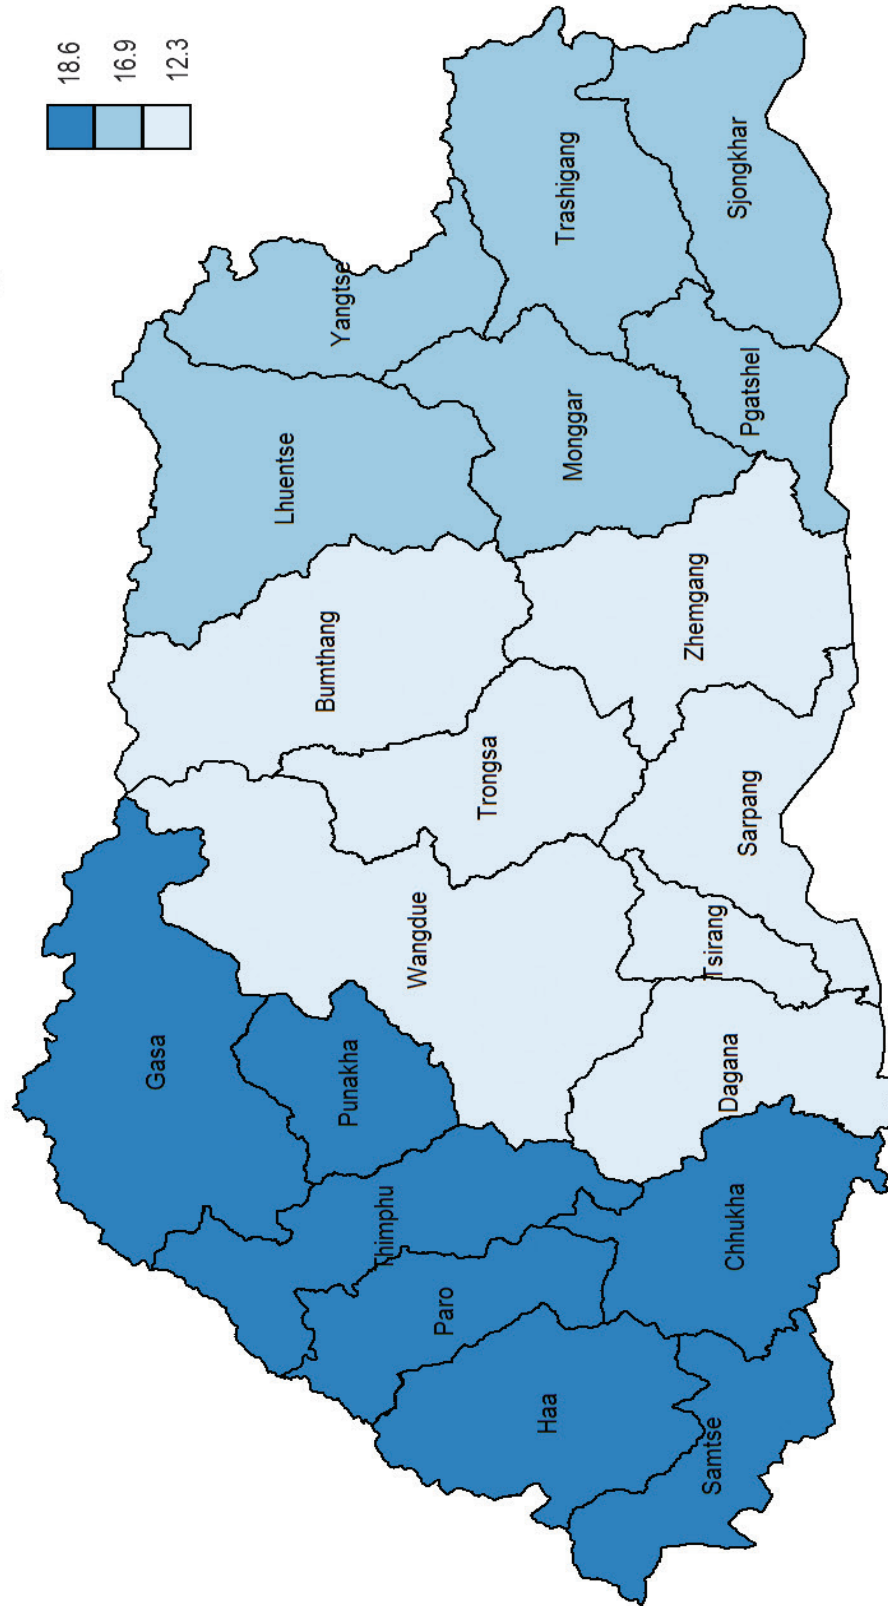 18.6
16.9
12.3
Gasa
Punakha
Thimphu
Paro
Haa
Samtse
Chhukha
Wangdue
Dagana
Tsirang
Sarpang
Trongsa
Bumthang
Zhemgang
Lhuentse
Yangtse
Monggar
Trashigang
Pgatshel
Sjongkhar